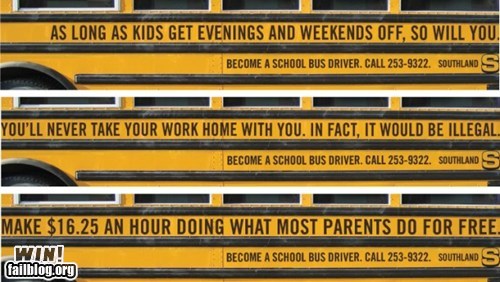 AS LONG AS KIDS GET EVENINGS AND WEEKENDS OFF, SO WILL YOU.
BECOME A SCHOOL BUS DRIVER. CALL 253-9322. SOUTHLAND S
YOU'LL NEVER TAKE YOUR WORK HOME WITH YOU. IN FACT, IT WOULD BE ILLEGAL.
BECOME A SCHOOL BUS DRIVER. CALL 253-9322. SOUTHLAND S
MAKE $16.25 AN HOUR DOING WHAT MOST PARENTS DO FOR FREE.
BECOME A SCHOOL BUS DRIVER. CALL 253-9322. SOUTHLAND S
WIN!
failblog.org